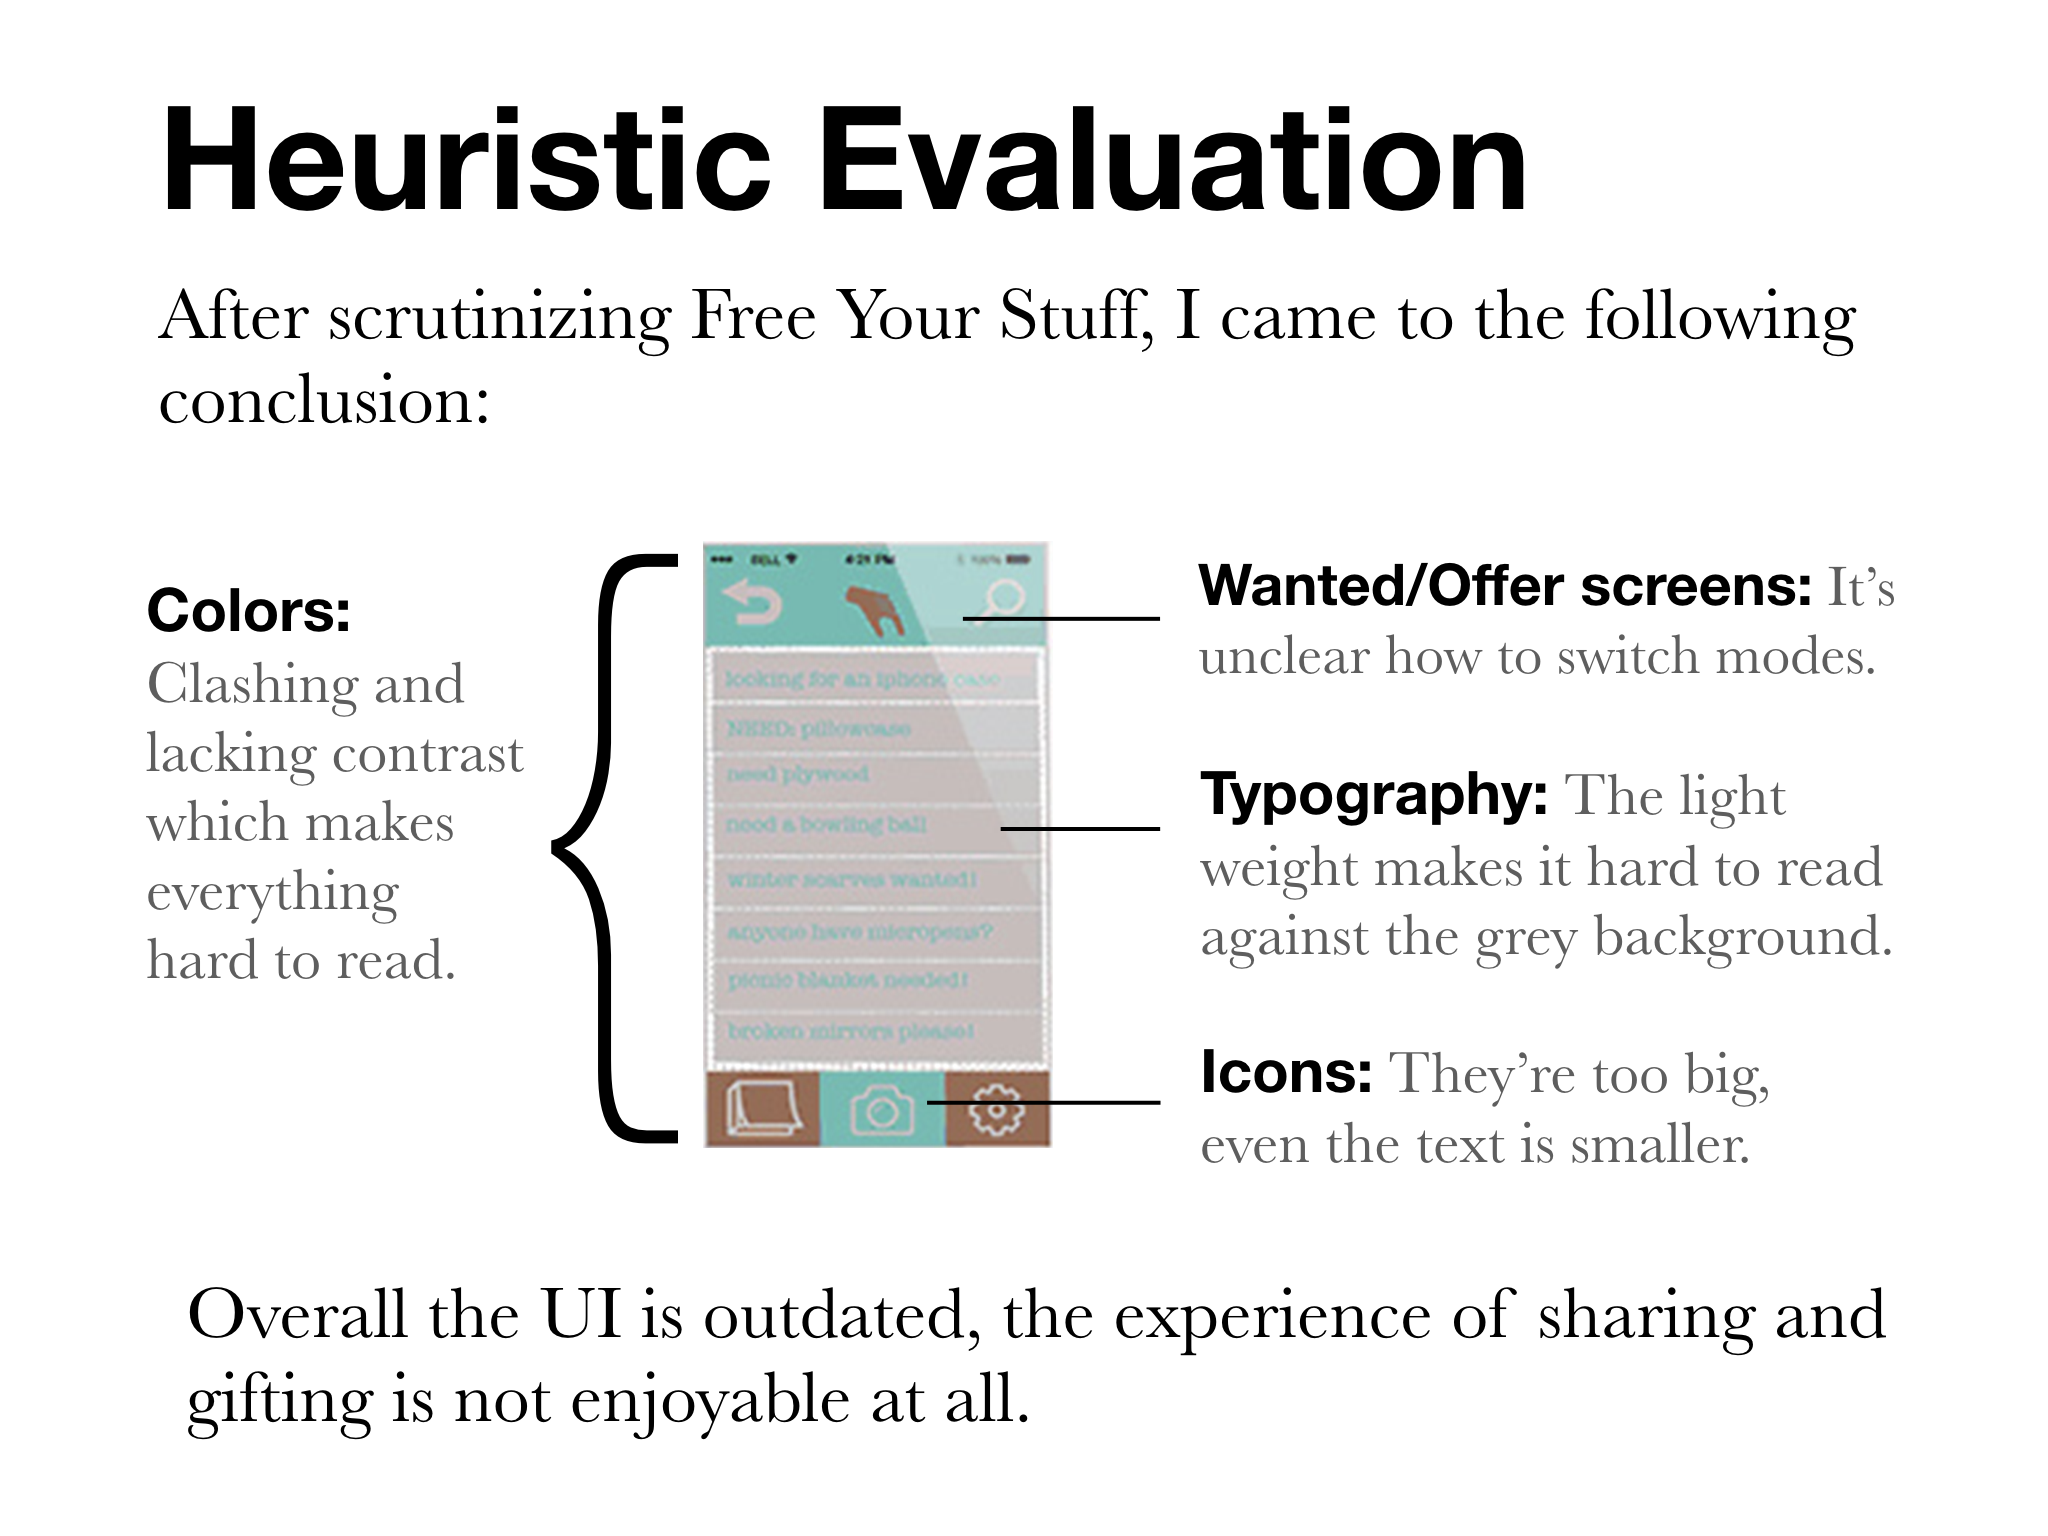 Heuristic Evaluation
After scrutinizing Free Your Stuff, I came to the following
conclusion:
Colors:
Clashing and
lacking contrast
which makes
everything
hard to read.
BELL 4:21 PM 100%
looking for an iphone case
NEED: pillowcase
need plywood
need a bowling ball
winter scarves wanted!
anyone have micropens?
picnic blanket needed!
broken mirrors please!
Wanted/Offer screens: It’s
unclear how to switch modes.
Typography: The light
weight makes it hard to read
against the grey background.
Icons: They’re too big,
even the text is smaller.
Overall the UI is outdated, the experience of sharing and
gifting is not enjoyable at all.